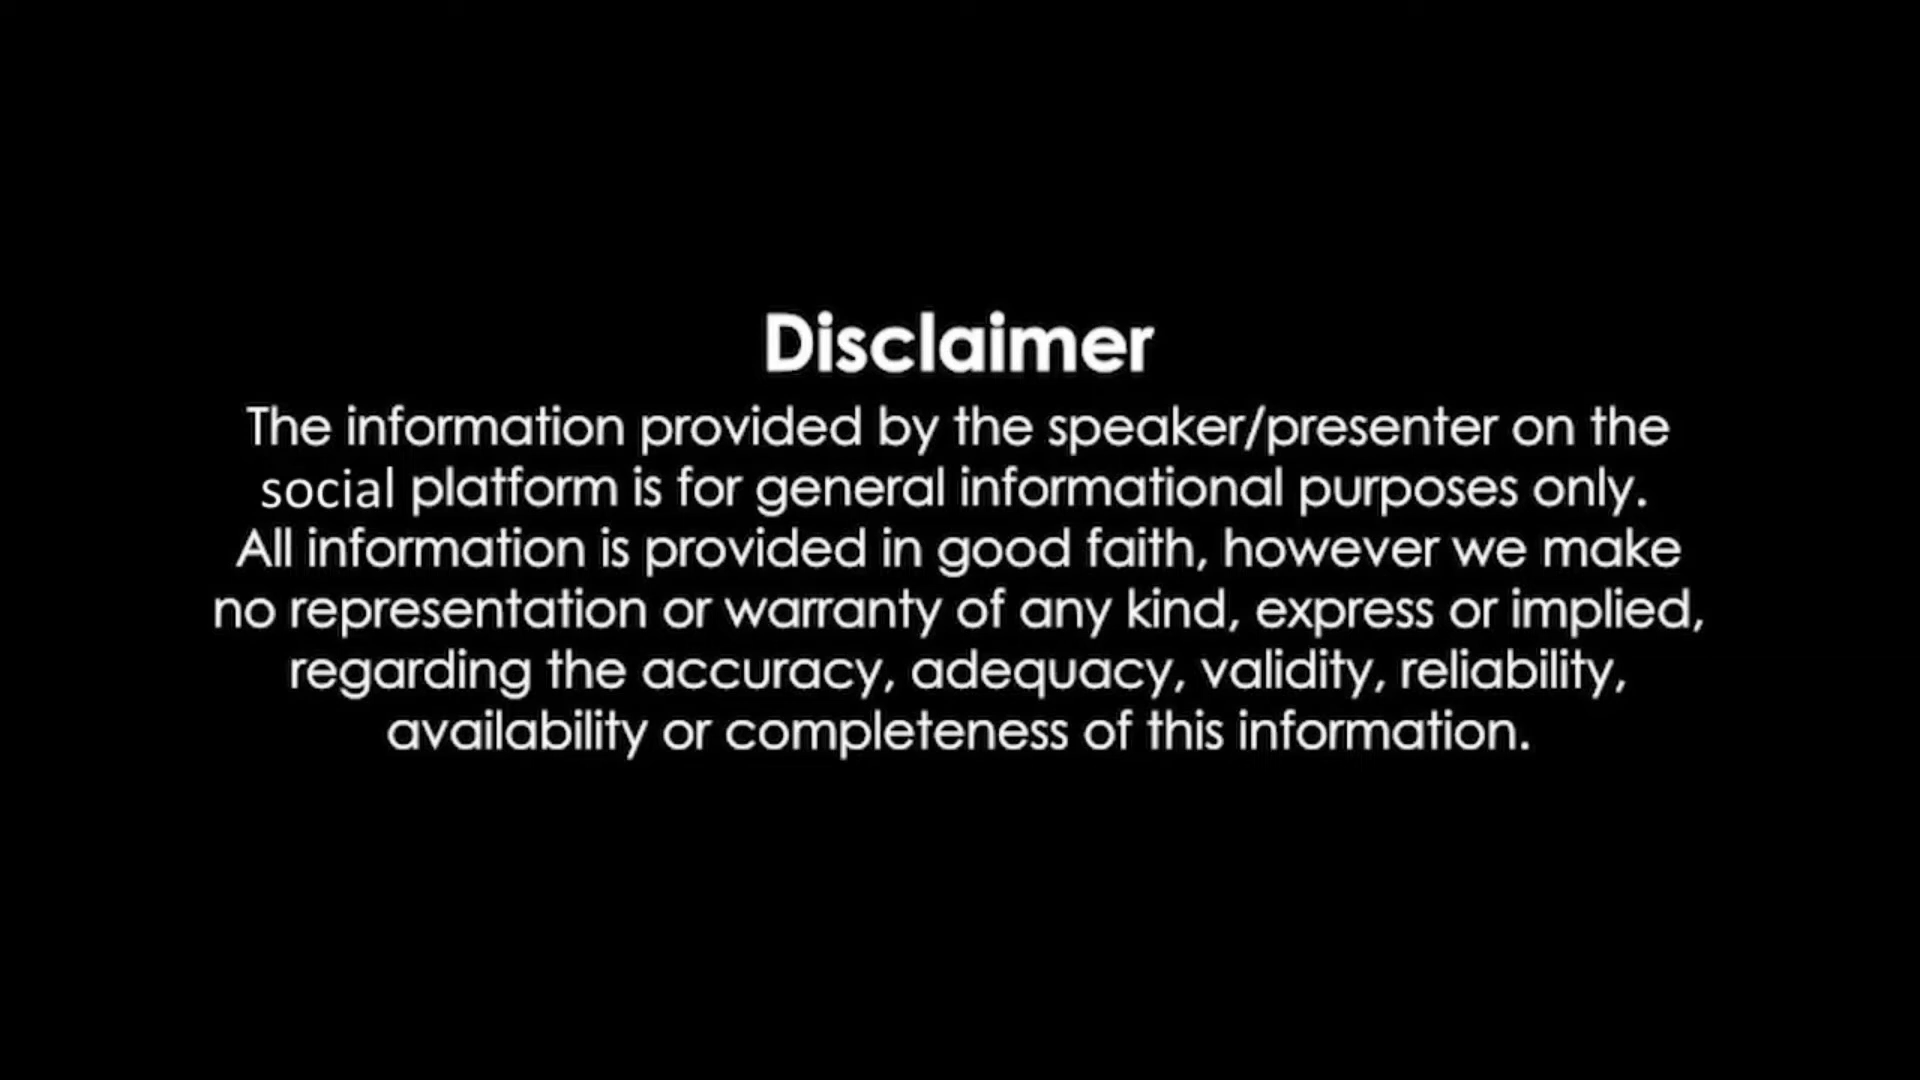 Disclaimer
The information provided by the speaker/presenter on the
social platform is for general informational purposes only.
All information is provided in good faith, however we make
no representation or warranty of any kind, express or implied,
regarding the accuracy, adequacy, validity, reliability,
availability or completeness of this information.